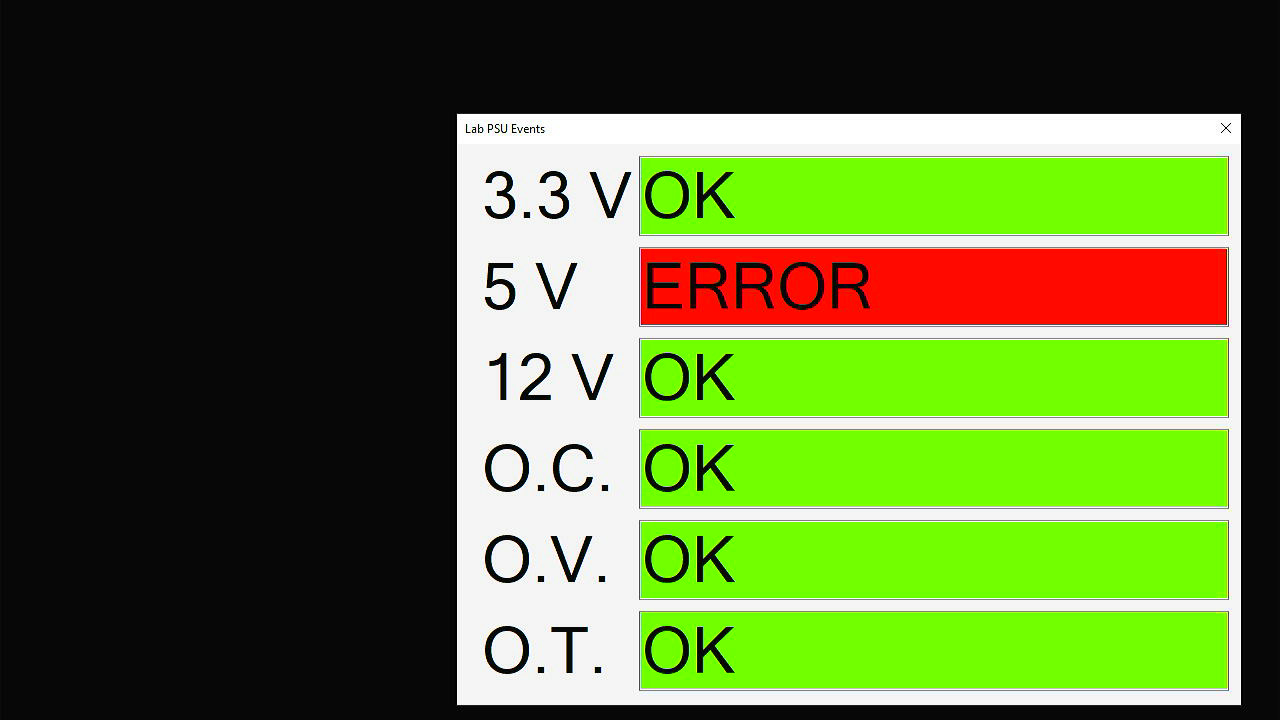 Lab PSU Events
3.3 V OK
5 V ERROR
12 V OK
O.C. OK
O.V. OK
O.T. OK